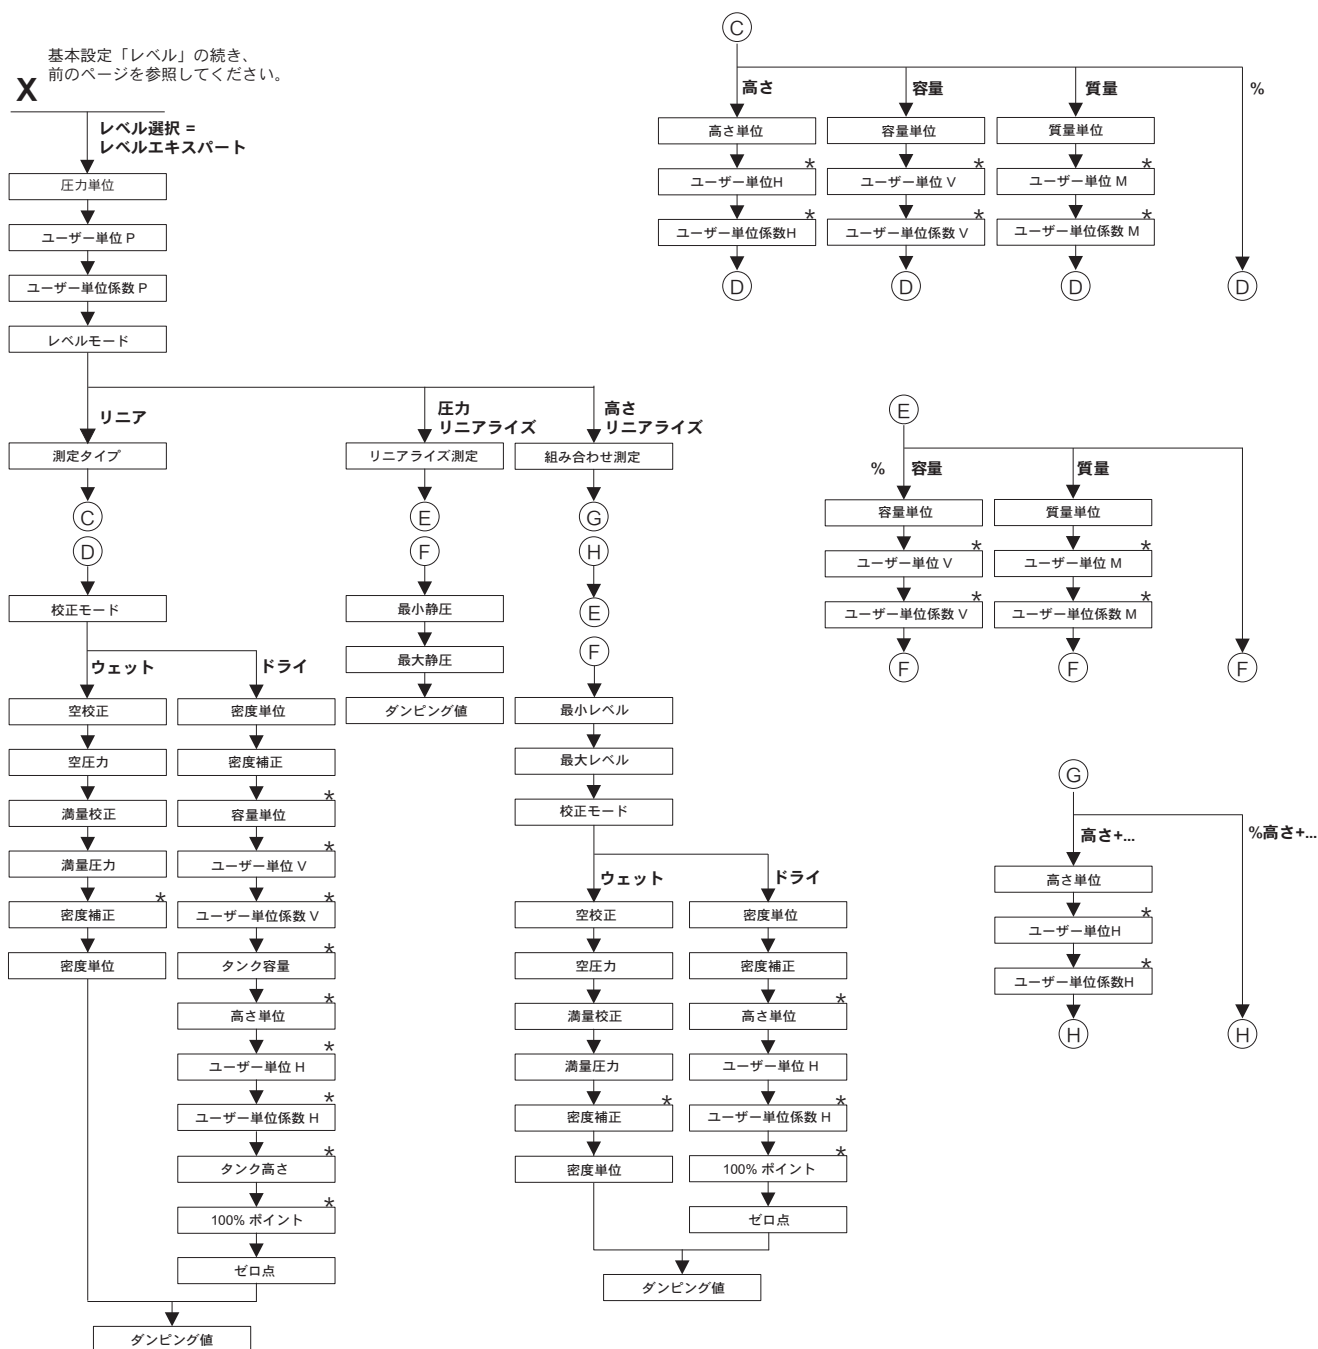 基本設定「レベル」の続き、
前のページを参照してください。
X
レベル選択 =
レベルエキスパート
圧力単位
ユーザー単位 P
ユーザー単位係数 P
レベルモード
リニア
測定タイプ
C
D
校正モード
ウェット
空校正
空圧力
満量校正
満量圧力
密度補正 *
密度単位
ドライ
密度単位
密度補正
容量単位 *
ユーザー単位 V *
ユーザー単位係数 V *
タンク容量 *
高さ単位 *
ユーザー単位 H *
ユーザー単位係数 H *
タンク高さ *
100% ポイント *
ゼロ点
ダンピング値
圧力
リニアライズ
リニアライズ測定
E
F
最小静圧
最大静圧
ダンピング値
高さ
リニアライズ
組み合わせ測定
G
H
E
F
最小レベル
最大レベル
校正モード
ウェット
空校正
空圧力
満量校正
満量圧力
密度補正 *
密度単位
ドライ
密度単位
密度補正
高さ単位 *
ユーザー単位 H
ユーザー単位係数 H *
100% ポイント *
ゼロ点
ダンピング値
C
高さ
高さ単位
ユーザー単位H *
ユーザー単位係数H *
D
容量
容量単位
ユーザー単位 V *
ユーザー単位係数 V *
D
質量
質量単位
ユーザー単位 M *
ユーザー単位係数 M *
D
%
D
E
% 容量
容量単位
ユーザー単位 V *
ユーザー単位係数 V *
F
質量
質量単位
ユーザー単位 M *
ユーザー単位係数 M *
F
F
G
高さ+...
高さ単位
ユーザー単位H *
ユーザー単位係数H *
H
%高さ+...
H